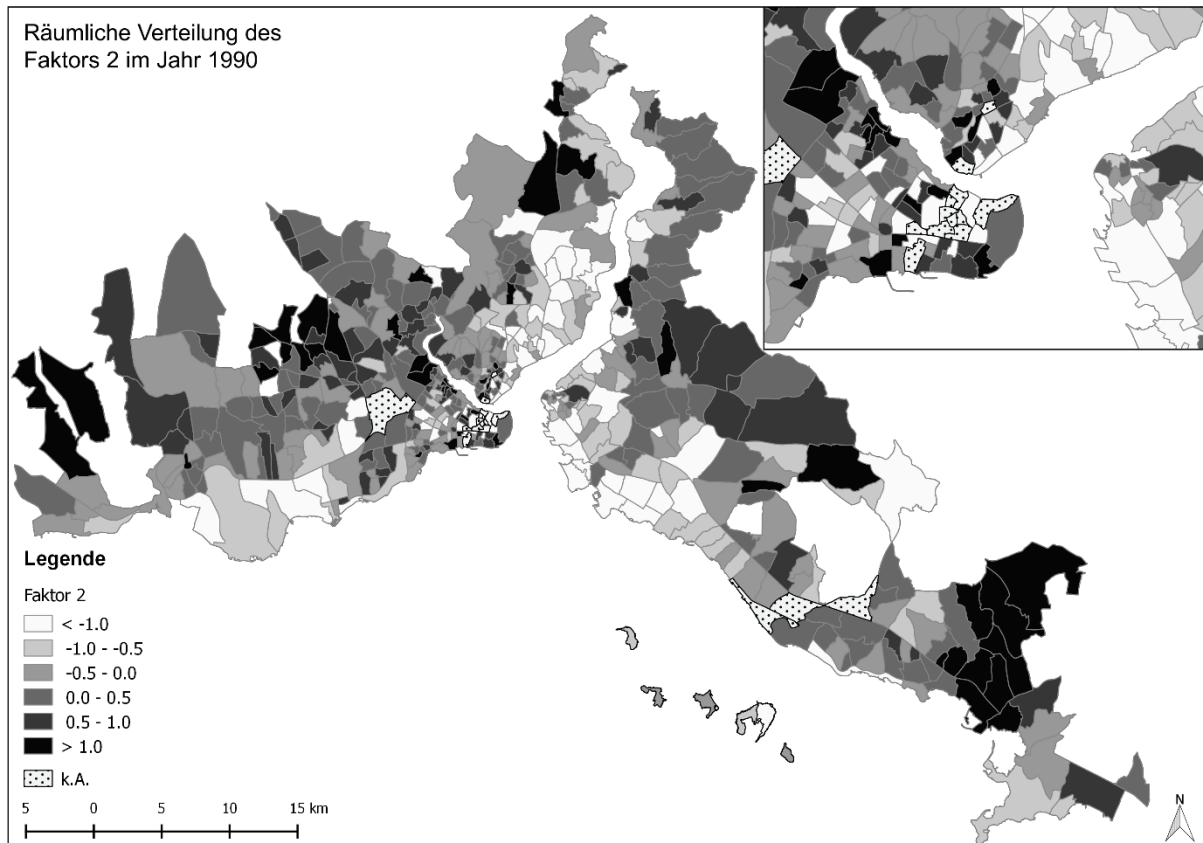 Räumliche Verteilung des
Faktors 2 im Jahr 1990
Legende
Faktor 2
< -1.0
-1.0 - -0.5
-0.5 - 0.0
0.0 - 0.5
0.5 - 1.0
> 1.0
k.A.
5 0 5 10 15 km
N